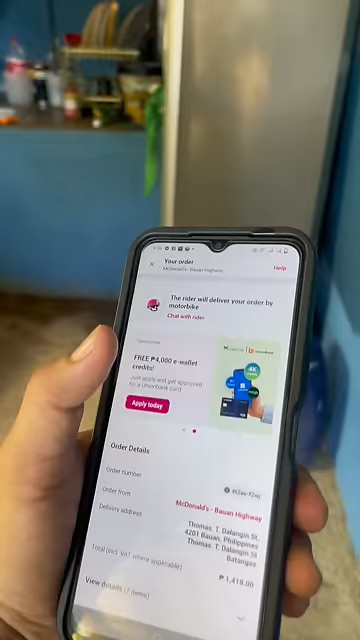 Your order
McDonald's - Bauan Highway
Help
The rider will deliver your order by
motorbike
Chat with rider
Sponsored
FREE ₱4,000 e-wallet
credits!
Just apply and get approved
for a Unionbank card
Apply today
4K
Order Details
Order number
Order from
McDonald's - Bauan Highway
Delivery address
Thomas. T. Dalangin St,
4201 Bauan, Philippines
Thomas. T. Dalangin St
Batangas
Total (incl. VAT where applicable)
₱ 1,418.00
View details (7 items)